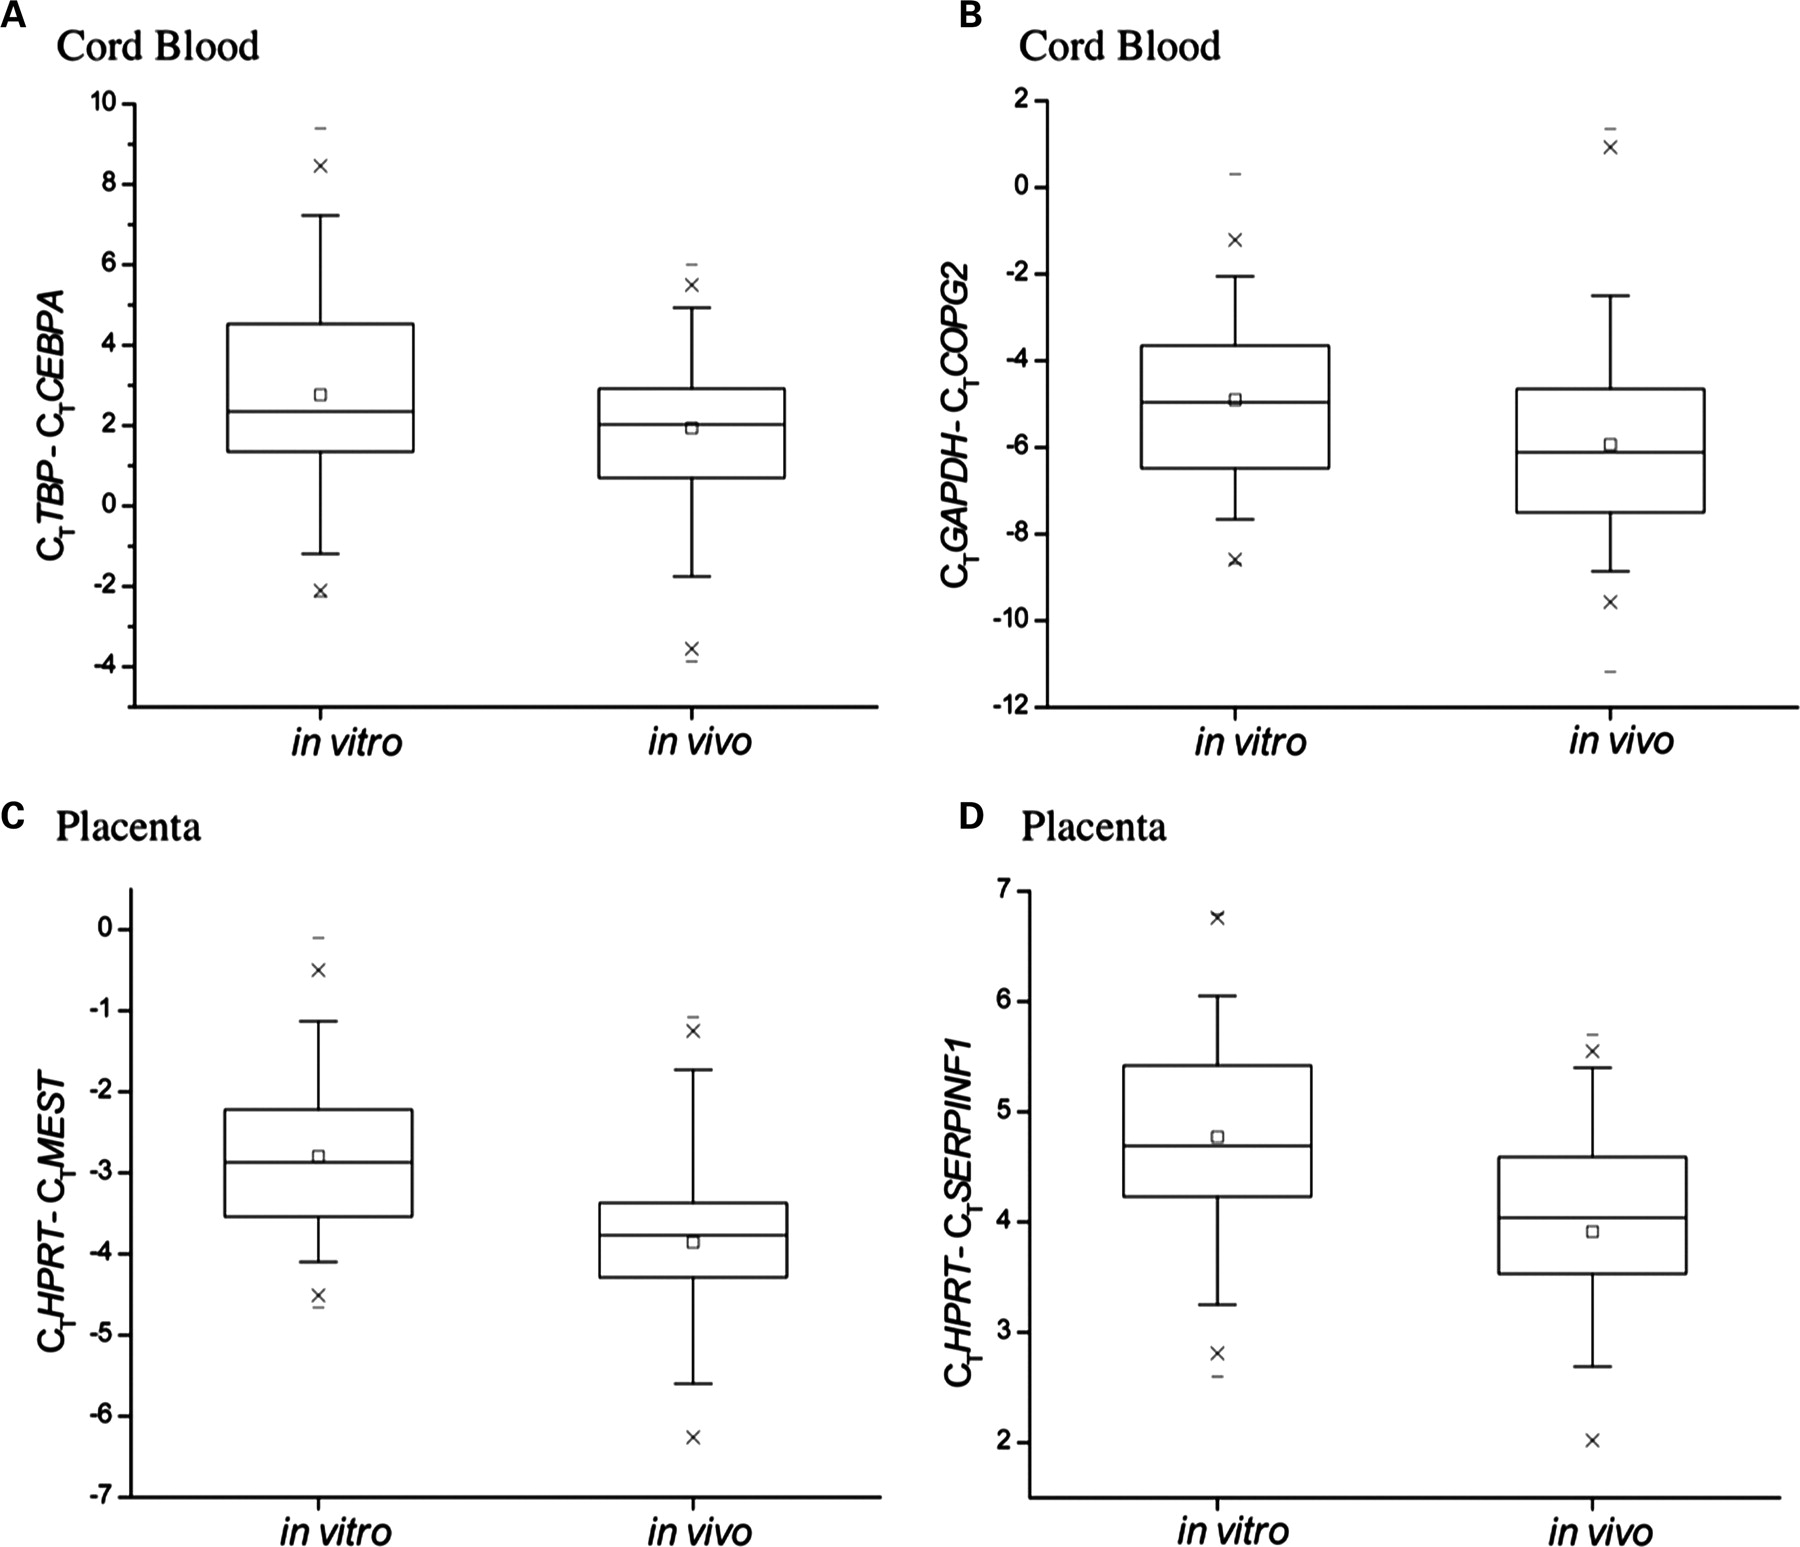 A
Cord Blood
10
8
6
4
2
0
-2
-4
CTTBP- CTCEBPA
in vitro
in vivo
B
Cord Blood
2
0
-2
-4
-6
-8
-10
-12
CTGAPDH- CTCOPG2
in vitro
in vivo
C
Placenta
0
-1
-2
-3
-4
-5
-6
-7
CTHPRT- CTMEST
in vitro
in vivo
D
Placenta
7
6
5
4
3
2
CTHPRT- CTSERPINF1
in vitro
in vivo